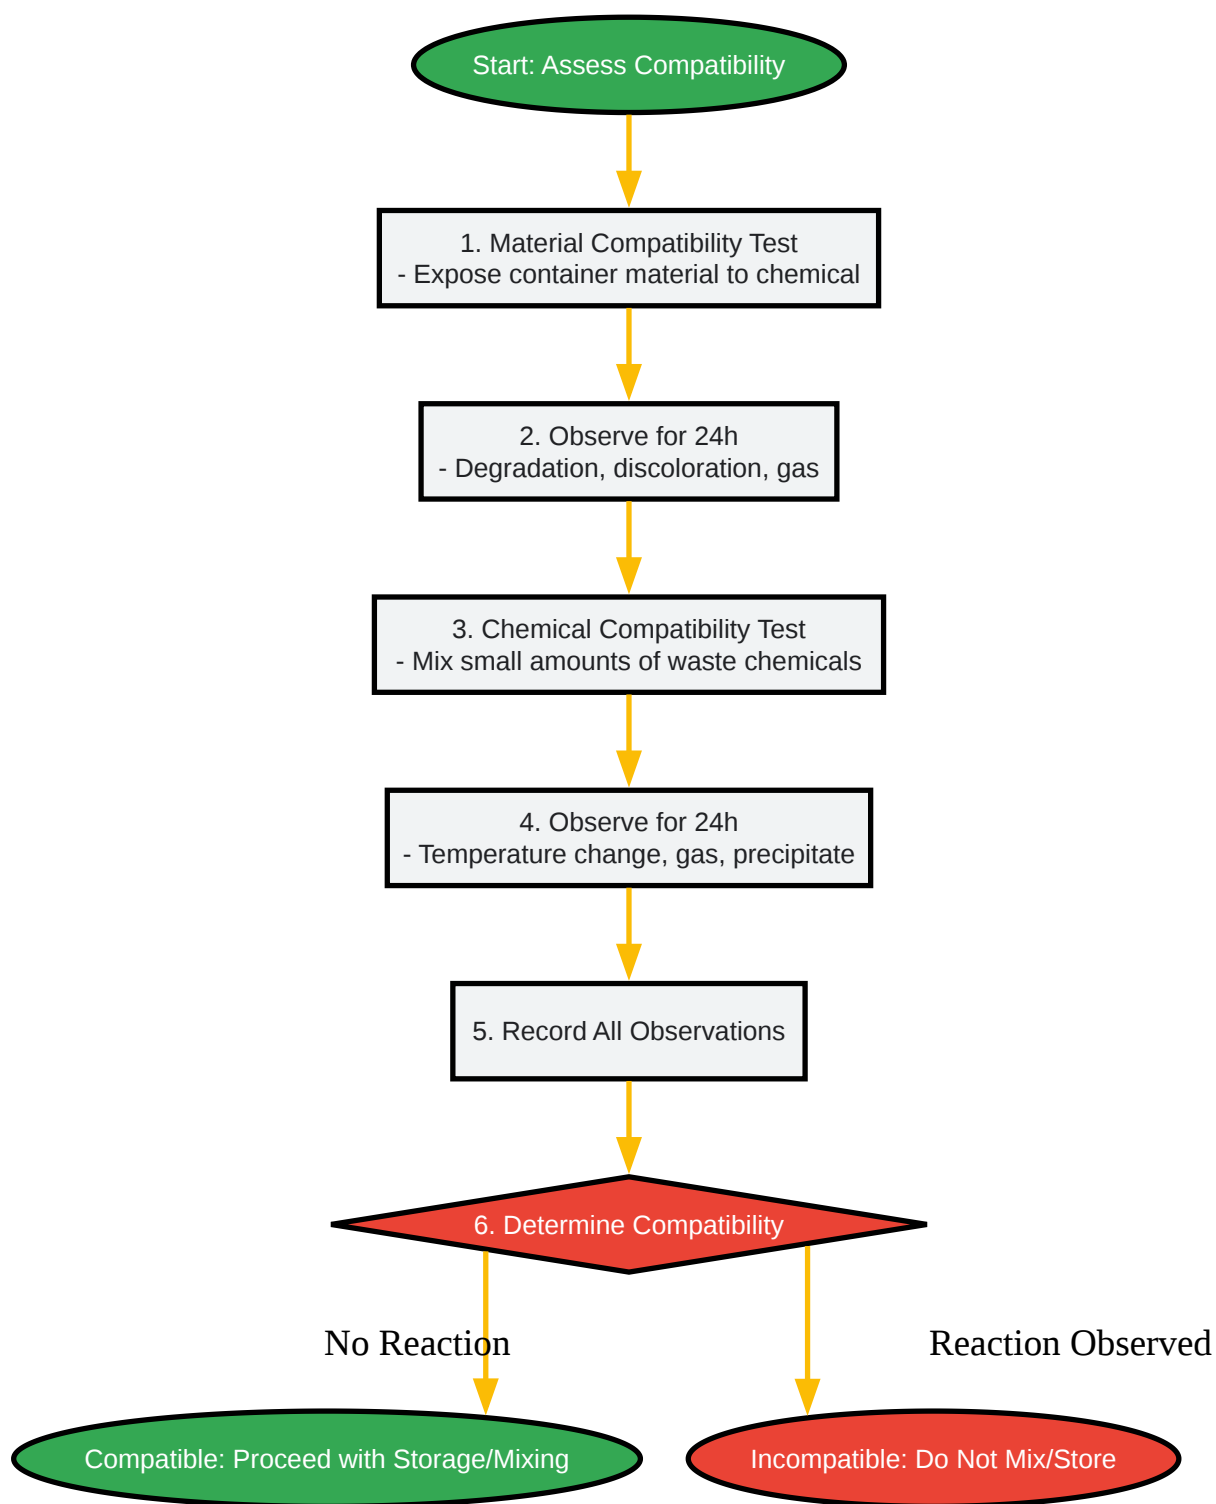 Start: Assess Compatibility
1. Material Compatibility Test
- Expose container material to chemical
2. Observe for 24h
- Degradation, discoloration, gas
3. Chemical Compatibility Test
- Mix small amounts of waste chemicals
4. Observe for 24h
- Temperature change, gas, precipitate
5. Record All Observations
6. Determine Compatibility
No Reaction
Reaction Observed
Compatible: Proceed with Storage/Mixing
Incompatible: Do Not Mix/Store